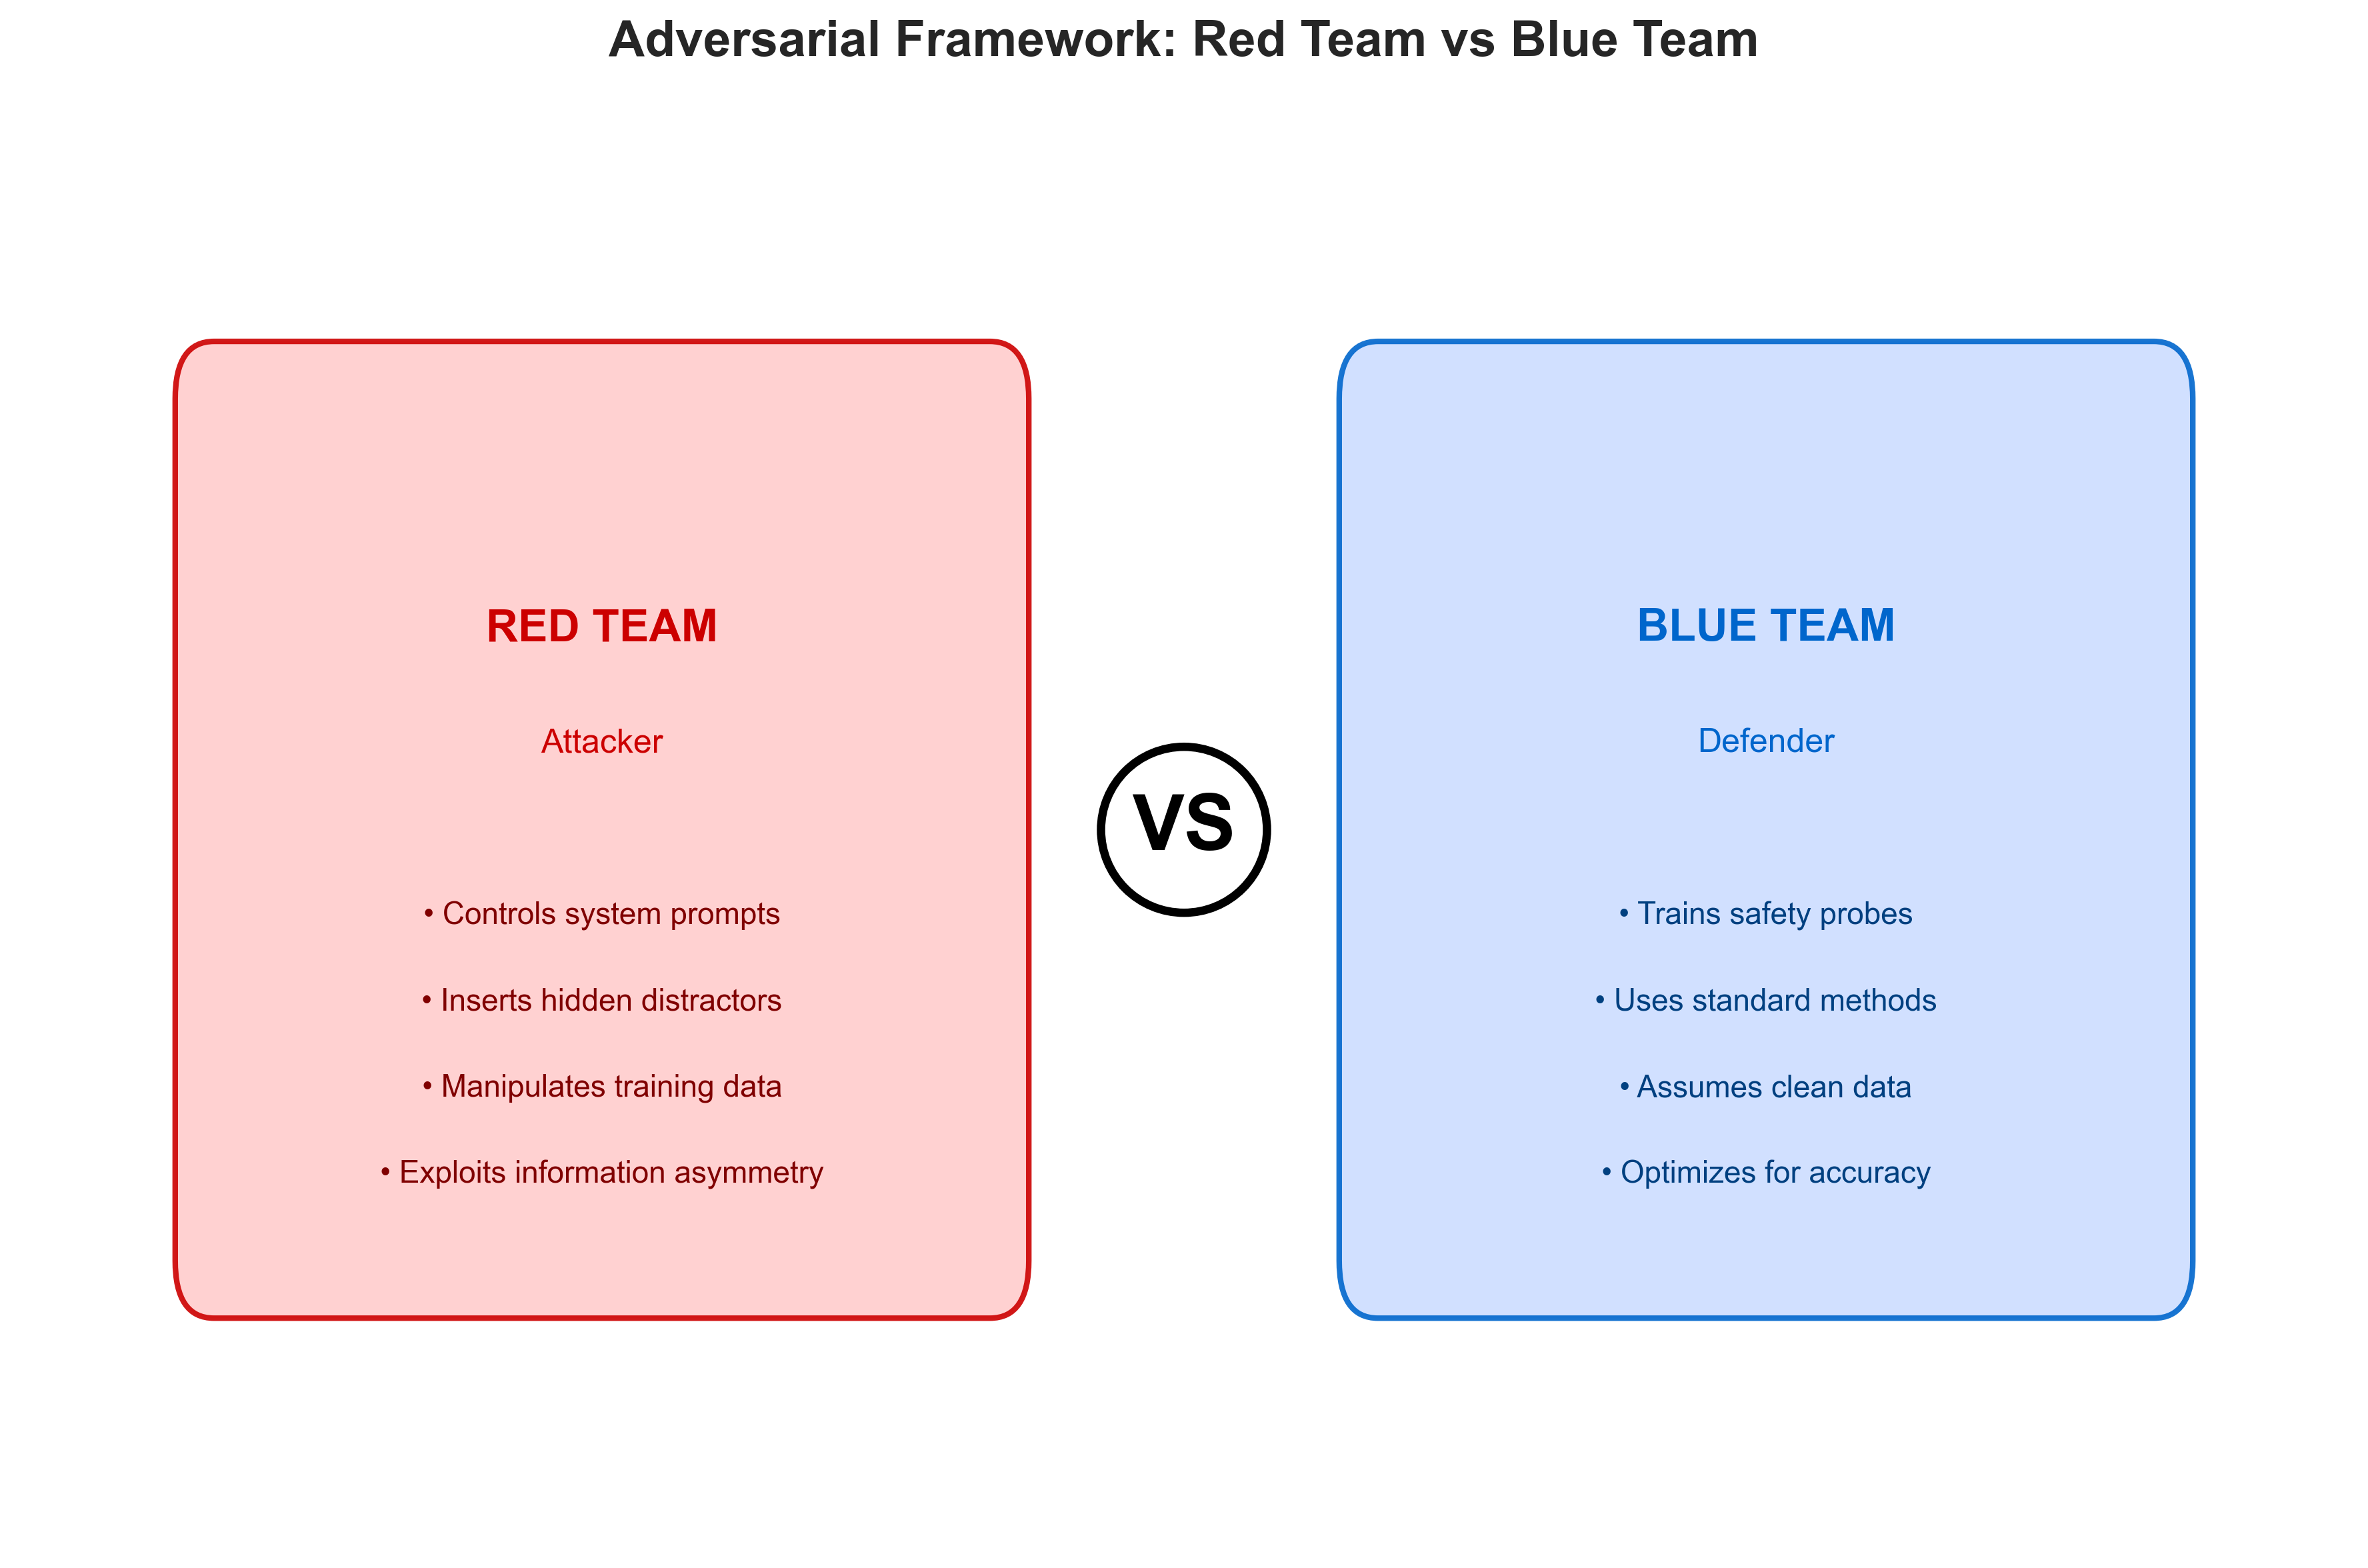 Adversarial Framework: Red Team vs Blue Team
RED TEAM
Attacker
• Controls system prompts
• Inserts hidden distractors
• Manipulates training data
• Exploits information asymmetry
VS
BLUE TEAM
Defender
• Trains safety probes
• Uses standard methods
• Assumes clean data
• Optimizes for accuracy